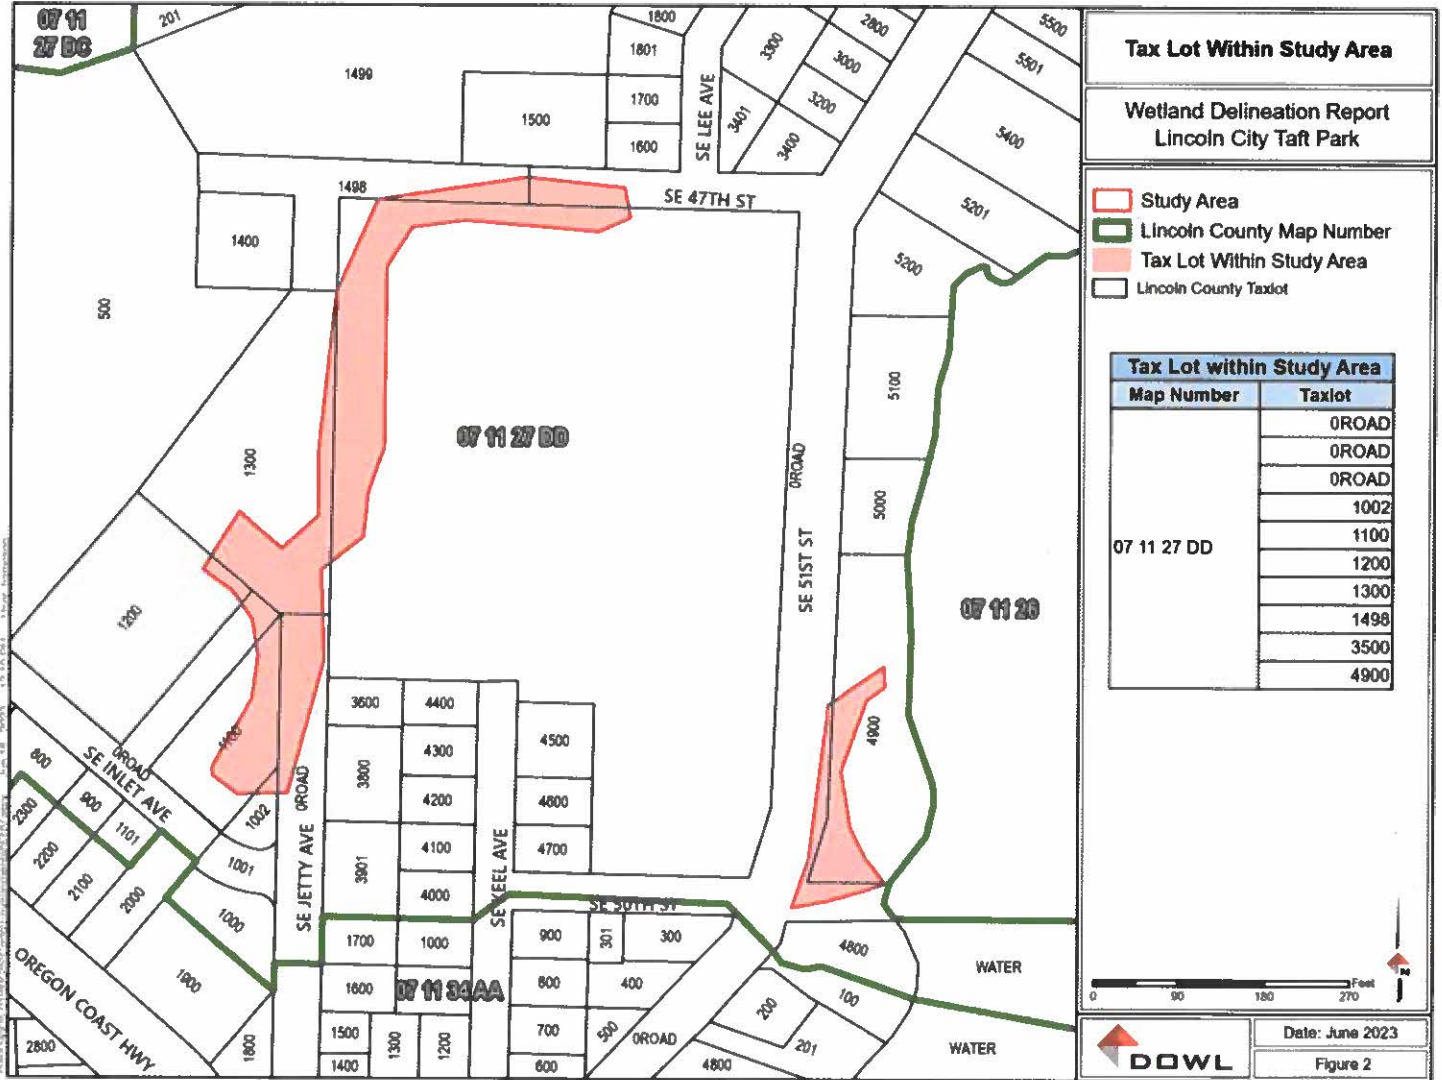 07 11
27 DC
201
1499
1500
1800
1801
1700
1600
SE LEE AVE
3300
2800
3000
3200
3401
3400
5500
5501
5400
5201
5200
1498
1400
SE 47TH ST
500
1300
07 11 27 DD
0ROAD
5100
5000
SE 51ST ST
07 11 26
1200
4900
1100
0ROAD
SE INLET AVE
800
900
1101
2300
2200
2100
2000
1002
1001
1000
1900
1800
OREGON COAST HWY
2800
0ROAD
SE JETTY AVE
3600
3800
3901
4400
4300
4200
4100
4000
SE KEEL AVE
4500
4600
4700
SE 50TH ST
1700
1000
1600
07 11 34 AA
1500
1400
1300
1200
900
301
300
800
400
700
500
0ROAD
600
4800
200
201
100
4800
WATER
WATER
Tax Lot Within Study Area
Wetland Delineation Report
Lincoln City Taft Park
Study Area
Lincoln County Map Number
Tax Lot Within Study Area
Lincoln County Taxlot
Tax Lot within Study Area
Map Number Taxlot
07 11 27 DD
0ROAD
0ROAD
0ROAD
1002
1100
1200
1300
1498
3500
4900
N
Feet
0 90 180 270
DOWL
Date: June 2023
Figure 2